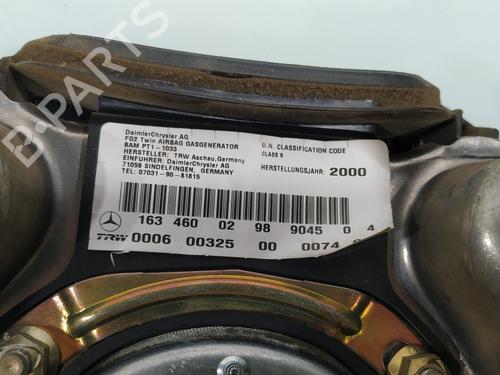 B-PARTS
DaimlerChrysler AG
FG2 Twin AIRBAG GASGENERATOR
BAM PT1-1033
HERSTELLER: TRW Aschau,Germany
EINFUHRER: DaimlerChrysler AG
71059 SINDELFINGEN, GERMANY
TEL: 07031-90-81815
U.N. CLASSIFICATION CODE
CLASS 9
HERSTELLUNGSJAHR: 2000
163 460 02 98 9045 0 4
TRW 0006 00325 00 0074